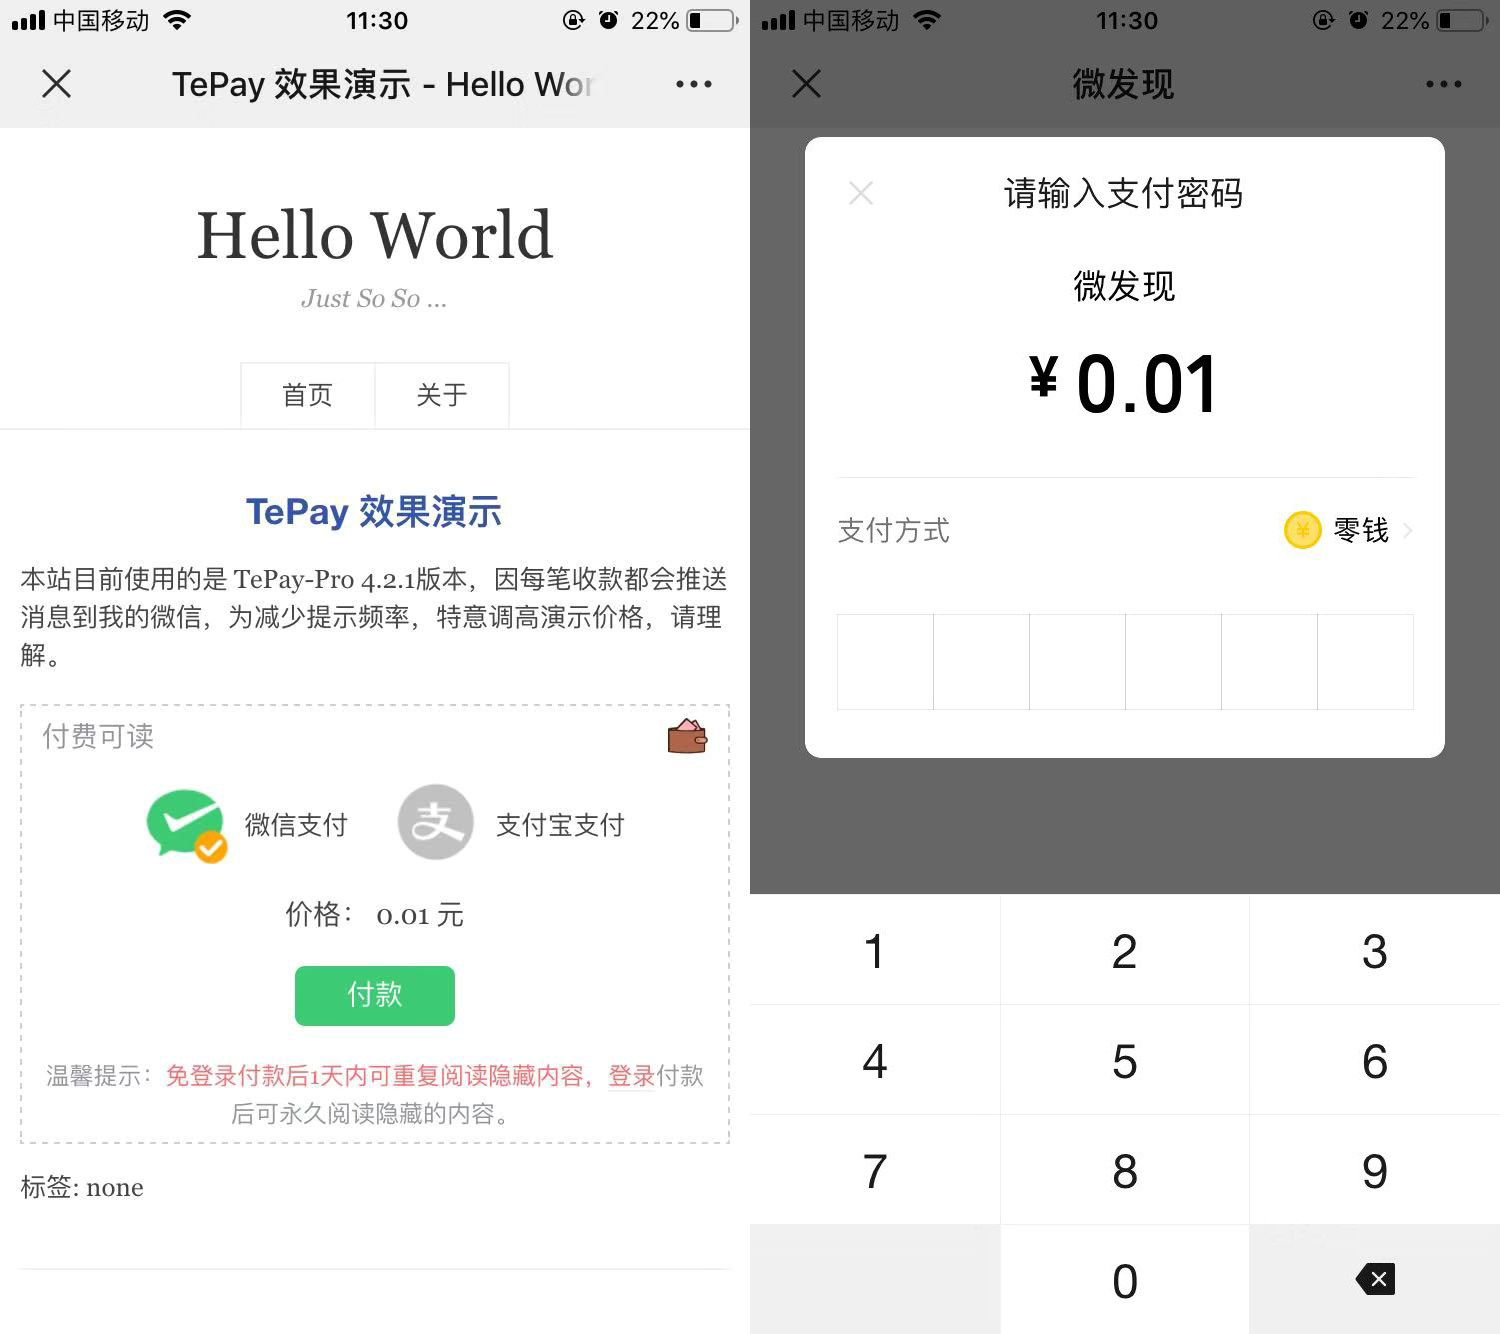 中国移动 11:30 22%
TePay 效果演示 - Hello Wor
Hello World
Just So So ...
首页 关于
TePay 效果演示
本站目前使用的是 TePay-Pro 4.2.1版本，因每笔收款都会推送
消息到我的微信，为减少提示频率，特意调高演示价格，请理
解。
付费可读
微信支付 支 支付宝支付
价格： 0.01 元
付款
温馨提示：免登录付款后1天内可重复阅读隐藏内容，登录付款
后可永久阅读隐藏的内容。
标签: none
中国移动 11:30 22%
微发现
请输入支付密码
微发现
¥ 0.01
支付方式 ¥ 零钱
1 2 3
4 5 6
7 8 9
0